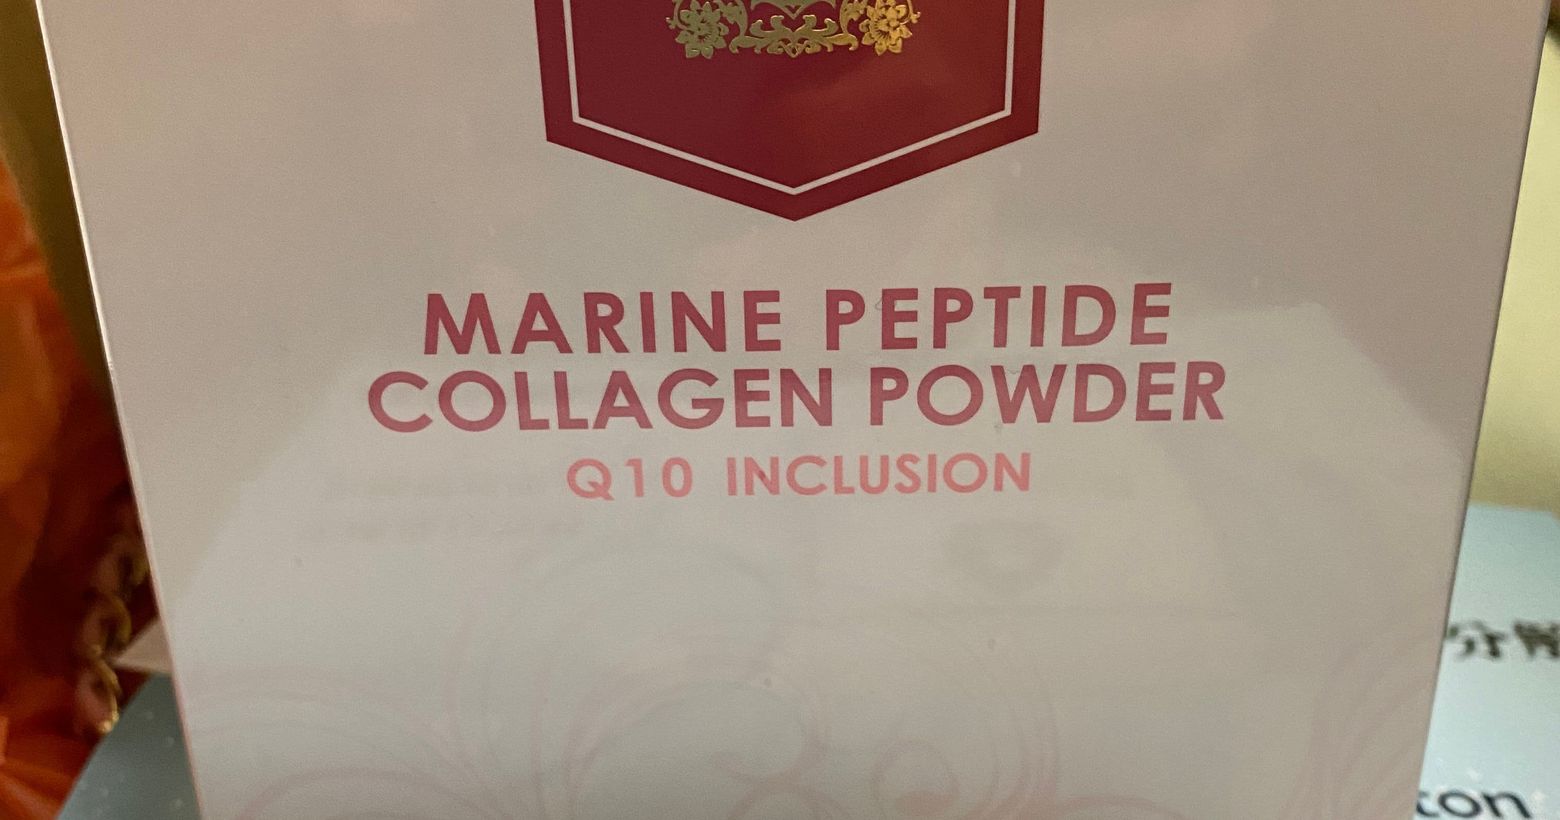 MARINE PEPTIDE
COLLAGEN POWDER
Q10 INCLUSION